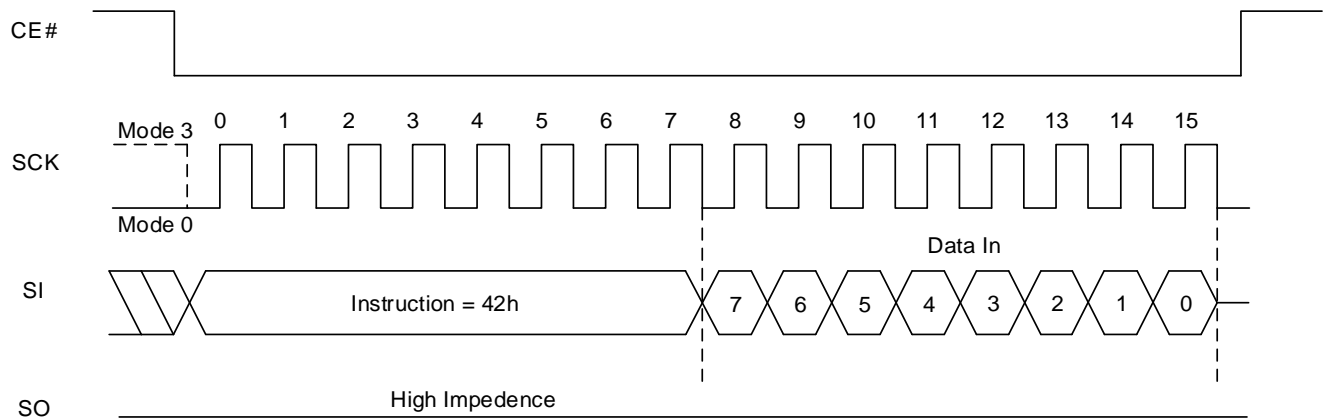 CE#
Mode 3 0 1 2 3 4 5 6 7 8 9 10 11 12 13 14 15
SCK
Mode 0
Data In
SI Instruction = 42h 7 6 5 4 3 2 1 0
High Impedence
SO